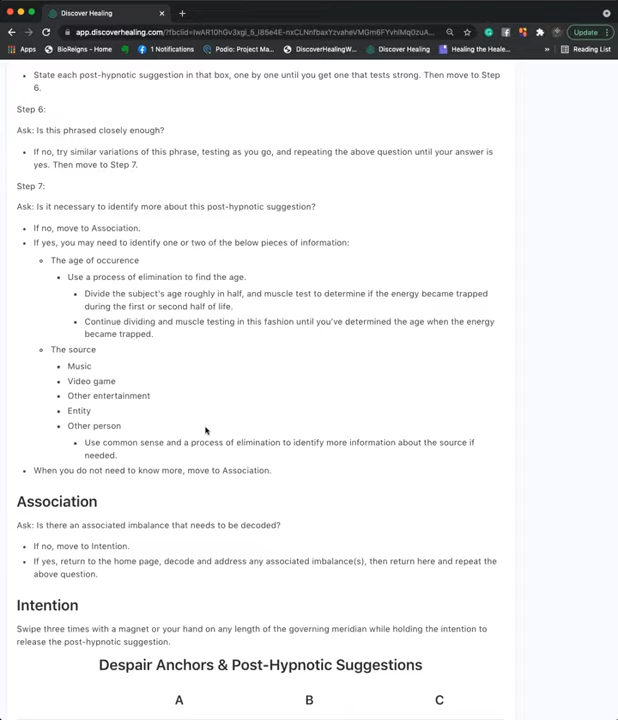 Discover Healing
app.discoverhealing.com/?fbclid=IwAR10hGv3xgj_5_i85e4E-nxCLNnfbaxYzvaheVMGm6FYvhlMq0zuA...
Update
Apps
BioReigns - Home
1 Notifications
Podio: Project Ma...
DiscoverHealingW...
Discover Healing
Healing the Heale...
»
Reading List
• State each post-hypnotic suggestion in that box, one by one until you get one that tests strong. Then move to Step
6.
Step 6:
Ask: Is this phrased closely enough?
• If no, try similar variations of this phrase, testing as you go, and repeating the above question until your answer is
yes. Then move to Step 7.
Step 7:
Ask: Is it necessary to identify more about this post-hypnotic suggestion?
• If no, move to Association.
• If yes, you may need to identify one or two of the below pieces of information:
The age of occurence
• Use a process of elimination to find the age.
• Divide the subject's age roughly in half, and muscle test to determine if the energy became trapped
during the first or second half of life.
• Continue dividing and muscle testing in this fashion until you've determined the age when the energy
became trapped.
The source
• Music
• Video game
• Other entertainment
• Entity
• Other person
• Use common sense and a process of elimination to identify more information about the source if
needed.
• When you do not need to know more, move to Association.
Association
Ask: Is there an associated imbalance that needs to be decoded?
• If no, move to Intention.
• If yes, return to the home page, decode and address any associated imbalance(s), then return here and repeat the
above question.
Intention
Swipe three times with a magnet or your hand on any length of the governing meridian while holding the intention to
release the post-hypnotic suggestion.
Despair Anchors & Post-Hypnotic Suggestions
A B C